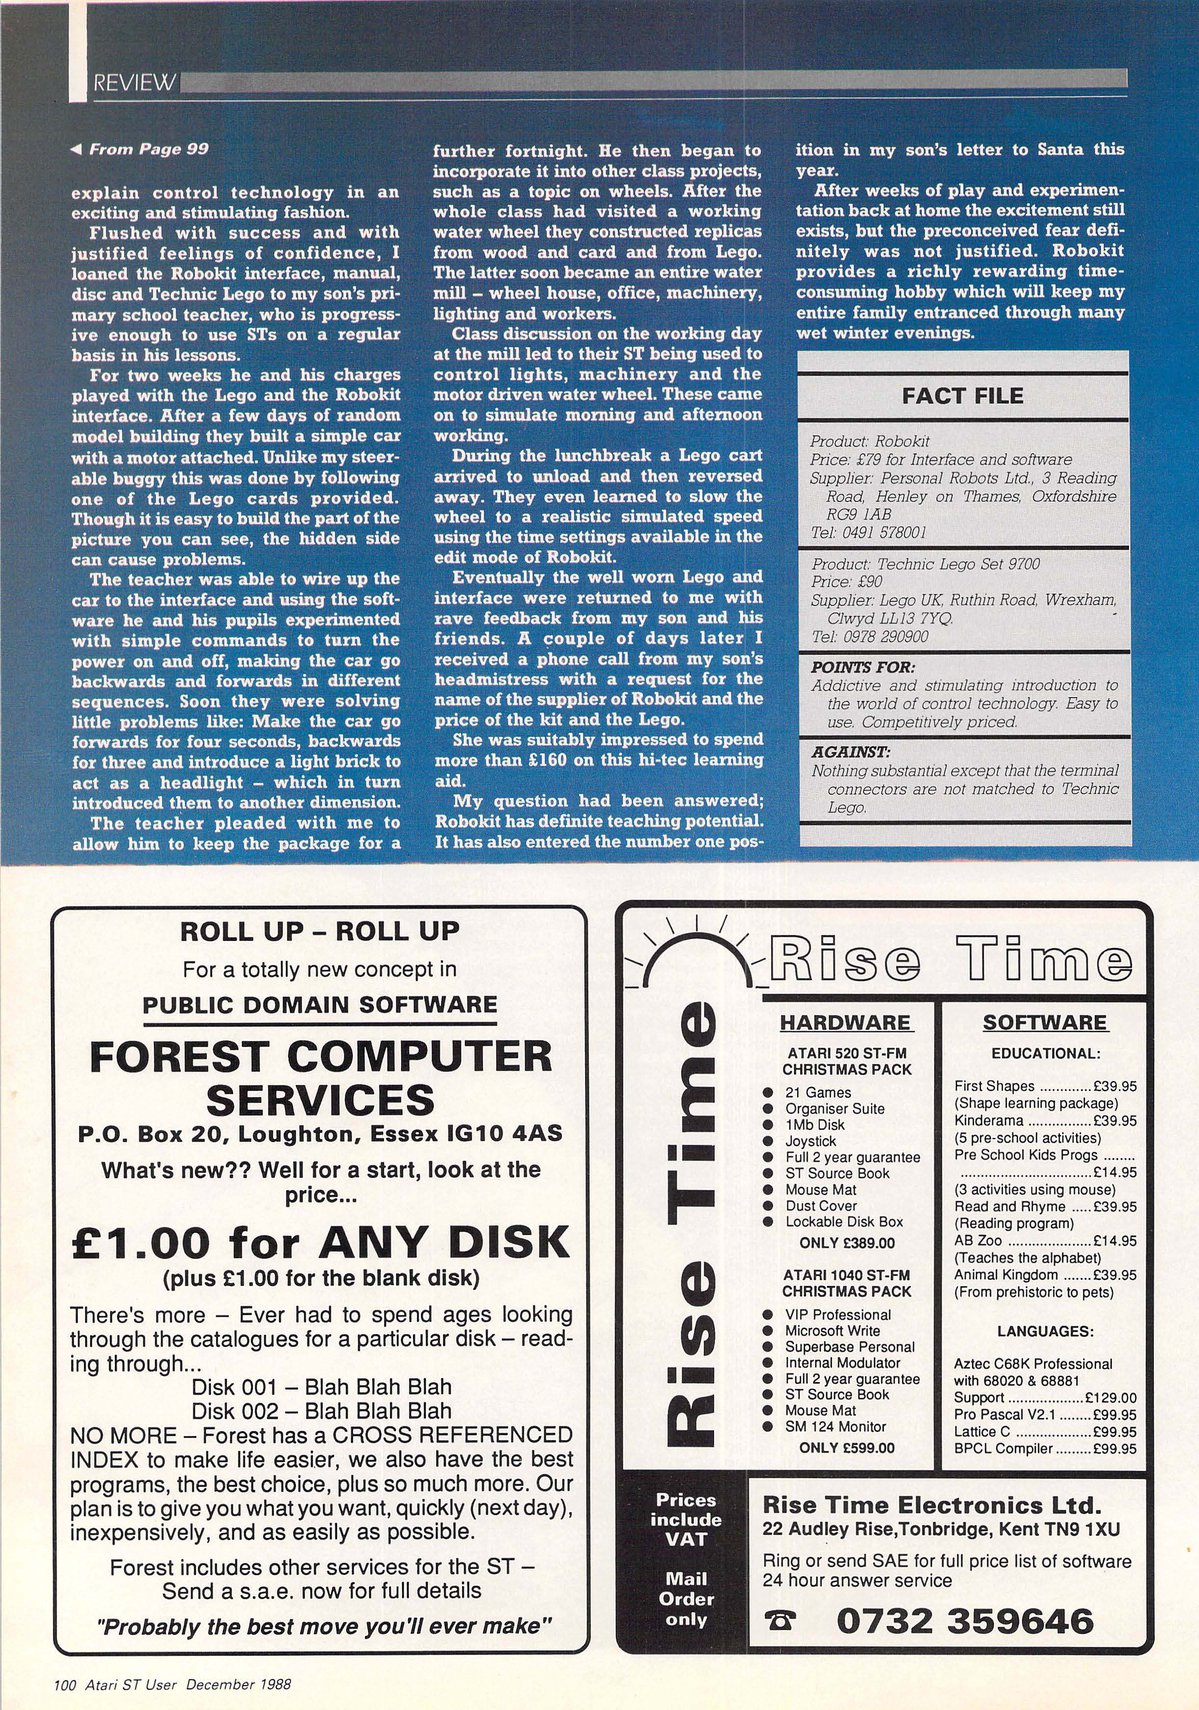 REVIEW
◄ From Page 99
explain control technology in an
exciting and stimulating fashion.
Flushed with success and with
justified feelings of confidence, I
loaned the Robokit interface, manual,
disc and Technic Lego to my son's pri-
mary school teacher, who is progress-
ive enough to use STs on a regular
basis in his lessons.
For two weeks he and his charges
played with the Lego and the Robokit
interface. After a few days of random
model building they built a simple car
with a motor attached. Unlike my steer-
able buggy this was done by following
one of the Lego cards provided.
Though it is easy to build the part of the
picture you can see, the hidden side
can cause problems.
The teacher was able to wire up the
car to the interface and using the soft-
ware he and his pupils experimented
with simple commands to turn the
power on and off, making the car go
backwards and forwards in different
sequences. Soon they were solving
little problems like: Make the car go
forwards for four seconds, backwards
for three and introduce a light brick to
act as a headlight – which in turn
introduced them to another dimension.
The teacher pleaded with me to
allow him to keep the package for a
further fortnight. He then began to
incorporate it into other class projects,
such as a topic on wheels. After the
whole class had visited a working
water wheel they constructed replicas
from wood and card and from Lego.
The latter soon became an entire water
mill – wheel house, office, machinery,
lighting and workers.
Class discussion on the working day
at the mill led to their ST being used to
control lights, machinery and the
motor driven water wheel. These came
on to simulate morning and afternoon
working.
During the lunchbreak a Lego cart
arrived to unload and then reversed
away. They even learned to slow the
wheel to a realistic simulated speed
using the time settings available in the
edit mode of Robokit.
Eventually the well worn Lego and
interface were returned to me with
rave feedback from my son and his
friends. A couple of days later I
received a phone call from my son's
headmistress with a request for the
name of the supplier of Robokit and the
price of the kit and the Lego.
She was suitably impressed to spend
more than £160 on this hi-tec learning
aid.
My question had been answered;
Robokit has definite teaching potential.
It has also entered the number one pos-
ition in my son's letter to Santa this
year.
After weeks of play and experimen-
tation back at home the excitement still
exists, but the preconceived fear defi-
nitely was not justified. Robokit
provides a richly rewarding time-
consuming hobby which will keep my
entire family entranced through many
wet winter evenings.
FACT FILE
Product: Robokit
Price: £79 for Interface and software
Supplier: Personal Robots Ltd., 3 Reading
Road, Henley on Thames, Oxfordshire
RG9 1AB
Tel: 0491 578001
Product: Technic Lego Set 9700
Price: £90
Supplier: Lego UK, Ruthin Road, Wrexham,
Clwyd LL13 7YQ.
Tel: 0978 290900
POINTS FOR:
Addictive and stimulating introduction to
the world of control technology. Easy to
use. Competitively priced.
AGAINST:
Nothing substantial except that the terminal
connectors are not matched to Technic
Lego.
ROLL UP – ROLL UP
For a totally new concept in
PUBLIC DOMAIN SOFTWARE
FOREST COMPUTER
SERVICES
P.O. Box 20, Loughton, Essex IG10 4AS
What's new?? Well for a start, look at the
price...
£1.00 for ANY DISK
(plus £1.00 for the blank disk)
There's more – Ever had to spend ages looking
through the catalogues for a particular disk – read-
ing through...
Disk 001 – Blah Blah Blah
Disk 002 – Blah Blah Blah
NO MORE – Forest has a CROSS REFERENCED
INDEX to make life easier, we also have the best
programs, the best choice, plus so much more. Our
plan is to give you what you want, quickly (next day),
inexpensively, and as easily as possible.
Forest includes other services for the ST –
Send a s.a.e. now for full details
"Probably the best move you'll ever make"
Rise Time
Rise Time
HARDWARE
ATARI 520 ST-FM
CHRISTMAS PACK
● 21 Games
● Organiser Suite
● 1Mb Disk
● Joystick
● Full 2 year guarantee
● ST Source Book
● Mouse Mat
● Dust Cover
● Lockable Disk Box
ONLY £389.00
ATARI 1040 ST-FM
CHRISTMAS PACK
● VIP Professional
● Microsoft Write
● Superbase Personal
● Internal Modulator
● Full 2 year guarantee
● ST Source Book
● Mouse Mat
● SM 124 Monitor
ONLY £599.00
SOFTWARE
EDUCATIONAL:
First Shapes .............£39.95
(Shape learning package)
Kinderama ................£39.95
(5 pre-school activities)
Pre School Kids Progs ........
.................................£14.95
(3 activities using mouse)
Read and Rhyme .....£39.95
(Reading program)
AB Zoo .....................£14.95
(Teaches the alphabet)
Animal Kingdom .......£39.95
(From prehistoric to pets)
LANGUAGES:
Aztec C68K Professional
with 68020 & 68881
Support ...................£129.00
Pro Pascal V2.1 ........£99.95
Lattice C ...................£99.95
BPCL Compiler.........£99.95
Prices
include
VAT
Mail
Order
only
Rise Time Electronics Ltd.
22 Audley Rise,Tonbridge, Kent TN9 1XU
Ring or send SAE for full price list of software
24 hour answer service
☎ 0732 359646
100 Atari ST User December 1988